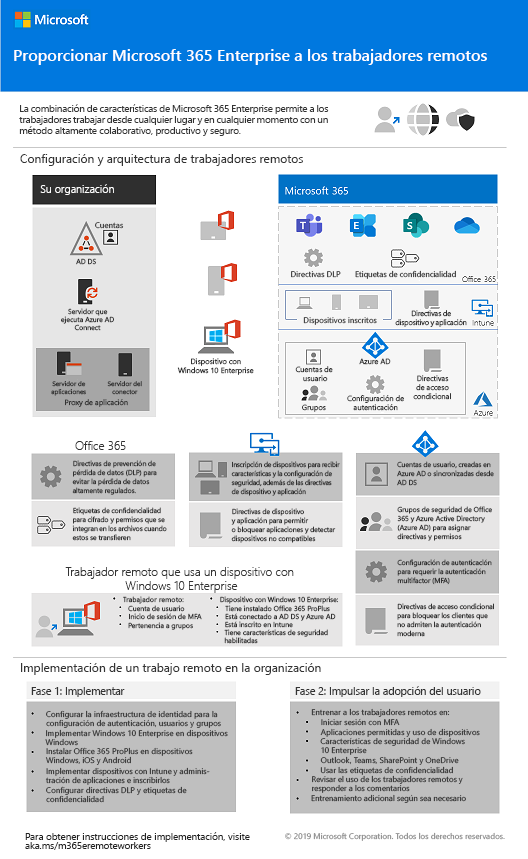 Microsoft
Proporcionar Microsoft 365 Enterprise a los trabajadores remotos
La combinación de características de Microsoft 365 Enterprise permite a los
trabajadores trabajar desde cualquier lugar y en cualquier momento con un
método altamente colaborativo, productivo y seguro.
Configuración y arquitectura de trabajadores remotos
Su organización
Cuentas
AD DS
Servidor que
ejecuta Azure AD
Connect
Servidor de
aplicaciones
Servidor del
conector
Proxy de aplicación
Dispositivo con
Windows 10 Enterprise
Microsoft 365
Directivas DLP
Etiquetas de confidencialidad
Office 365
Dispositivos inscritos
Directivas de
dispositivo y aplicación
Intune
Azure AD
Cuentas de
usuario
Grupos
Configuración de
autenticación
Directivas
de acceso
condicional
Azure
Office 365
Directivas de prevención de
pérdida de datos (DLP) para
evitar la pérdida de datos
altamente regulados.
Etiquetas de confidencialidad
para cifrado y permisos que se
integran en los archivos cuando
estos se transfieren
Inscripción de dispositivos para recibir
características y la configuración de
seguridad, además de las directivas
de dispositivo y aplicación
Directivas de dispositivo
y aplicación para permitir
o bloquear aplicaciones y detectar
dispositivos no compatibles
Cuentas de usuario, creadas en
Azure AD o sincronizadas desde
AD DS
Grupos de seguridad de Office
365 y Azure Active Directory
(Azure AD) para asignar
directivas y permisos
Configuración de autenticación
para requerir la autenticación
multifactor (MFA)
Directivas de acceso condicional
para bloquear los clientes que
no admiten la autenticación
moderna
Trabajador remoto que usa un dispositivo con
Windows 10 Enterprise
• Trabajador remoto:
• Cuenta de usuario
• Inicio de sesión de MFA
• Pertenencia a grupos
• Dispositivo con Windows 10 Enterprise:
• Tiene instalado Office 365 ProPlus
• Está conectado a AD DS y Azure AD
• Está inscrito en Intune
• Tiene características de seguridad
habilitadas
Implementación de un trabajo remoto en la organización
Fase 1: Implementar
• Configurar la infraestructura de identidad para la
configuración de autenticación, usuarios y grupos
• Implementar Windows 10 Enterprise en dispositivos
Windows
• Instalar Office 365 ProPlus en dispositivos
Windows, iOS y Android
• Implementar dispositivos con Intune y adminis-
tración de aplicaciones e inscribirlos
• Configurar directivas DLP y etiquetas de
confidencialidad
Fase 2: Impulsar la adopción del usuario
• Entrenar a los trabajadores remotos en:
• Iniciar sesión con MFA
• Aplicaciones permitidas y uso de dispositivos
• Características de seguridad de Windows
10 Enterprise
• Outlook, Teams, SharePoint y OneDrive
• Usar las etiquetas de confidencialidad
• Revisar el uso de los trabajadores remotos y
responder a los comentarios
• Entrenamiento adicional según sea necesario
Para obtener instrucciones de implementación, visite
aka.ms/m365eremoteworkers
© 2019 Microsoft Corporation. Todos los derechos reservados.